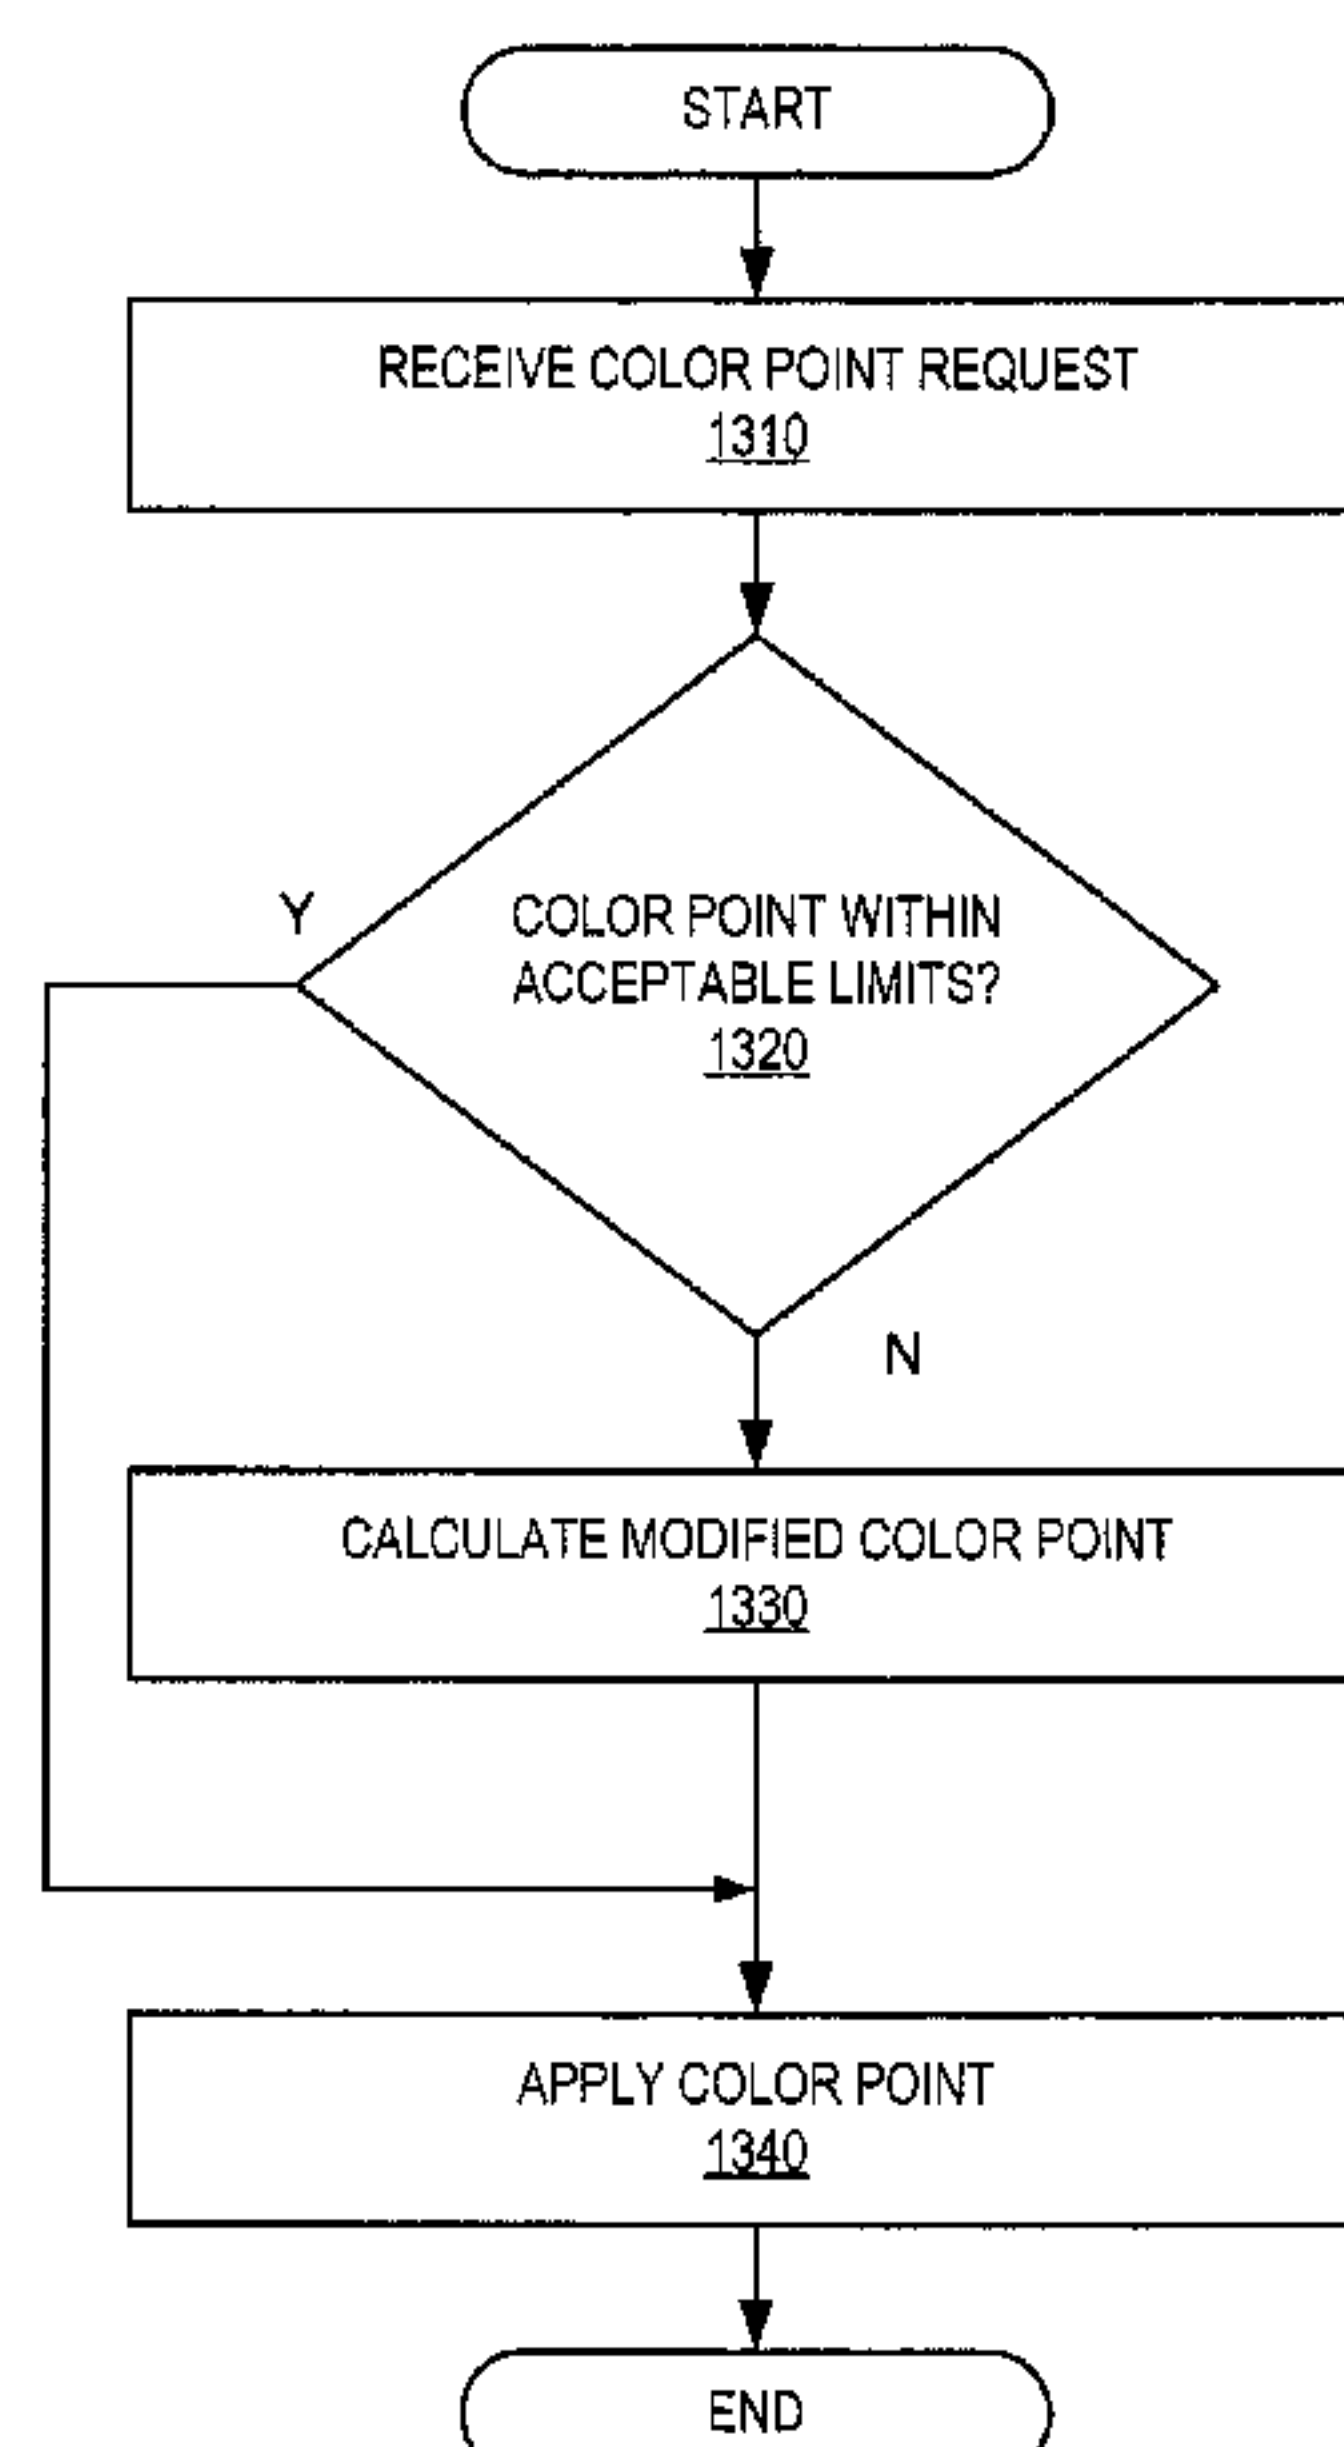 START
RECEIVE COLOR POINT REQUEST
1310
Y
COLOR POINT WITHIN
ACCEPTABLE LIMITS?
1320
N
CALCULATE MODIFIED COLOR POINT
1330
APPLY COLOR POINT
1340
END